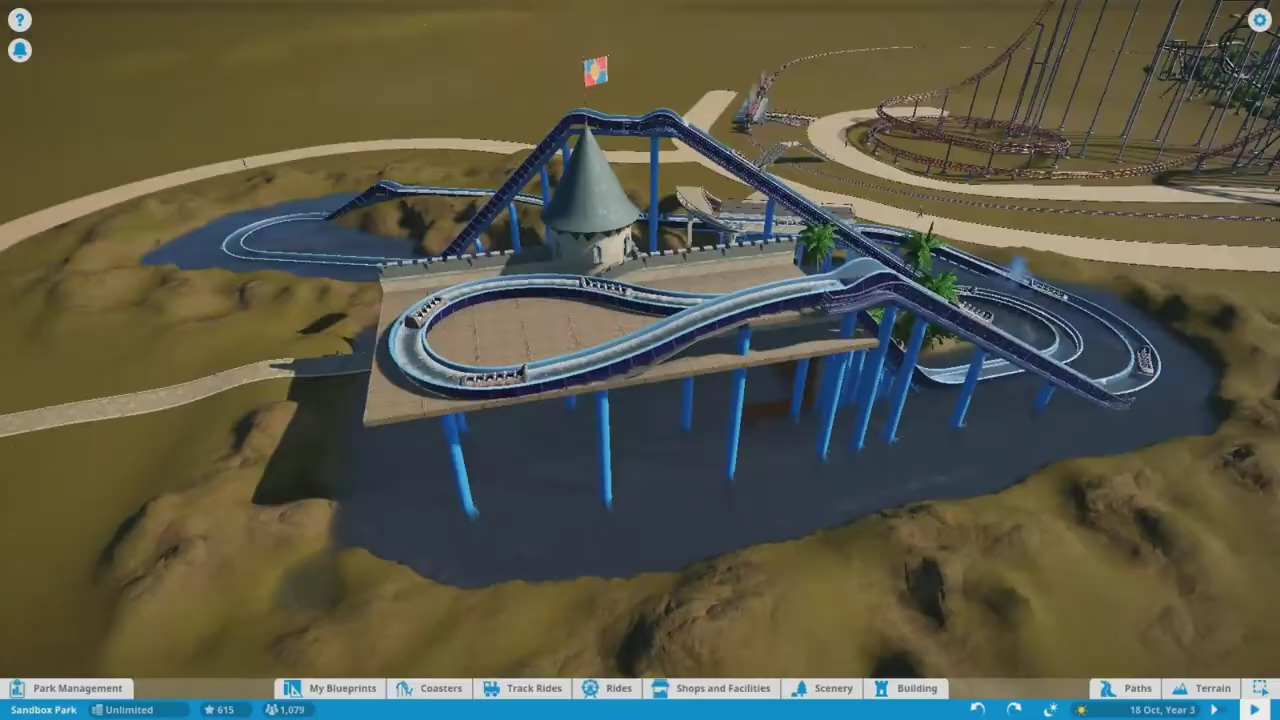 ?
Park Management
My Blueprints
Coasters
Track Rides
Rides
Shops and Facilities
Scenery
Building
Paths
Terrain
Sandbox Park
Unlimited
615
1,079
18 Oct, Year 3